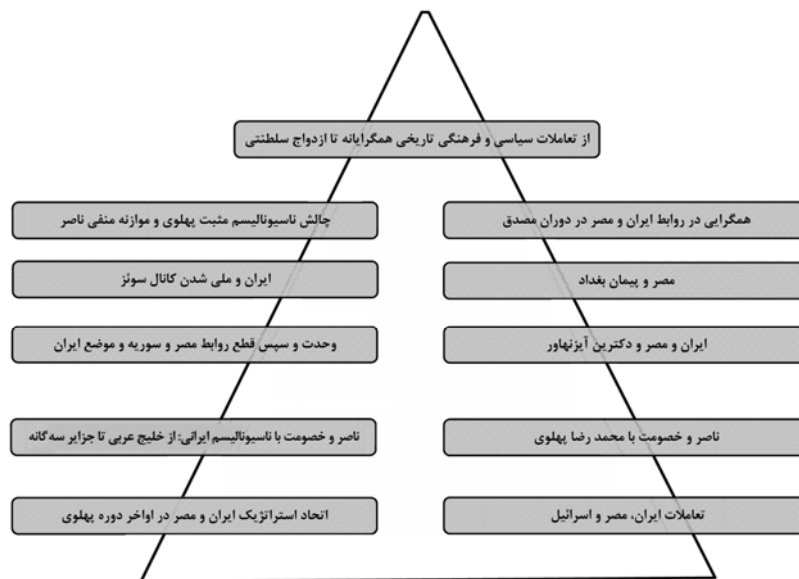 از تعاملات سیاسی و فرهنگی تاریخی همگرایانه تا ازدواج سلطنتی
همگرایی در روابط ایران و مصر در دوران مصدق
چالش ناسیونالیسم مثبت پهلوی و موازنه منفی ناصر
مصر و پیمان بغداد
ایران و ملی شدن کانال سوئز
ایران و مصر و دکترین آیزنهاور
وحدت و سپس قطع روابط مصر و سوریه و موضع ایران
ناصر و خصومت با محمد رضا پهلوی
ناصر و خصومت با ناسیونالیسم ایرانی: از خلیج عربی تا جزایر سه‌گانه
تعاملات ایران، مصر و اسرائیل
اتحاد استراتژیک ایران و مصر در اواخر دوره پهلوی